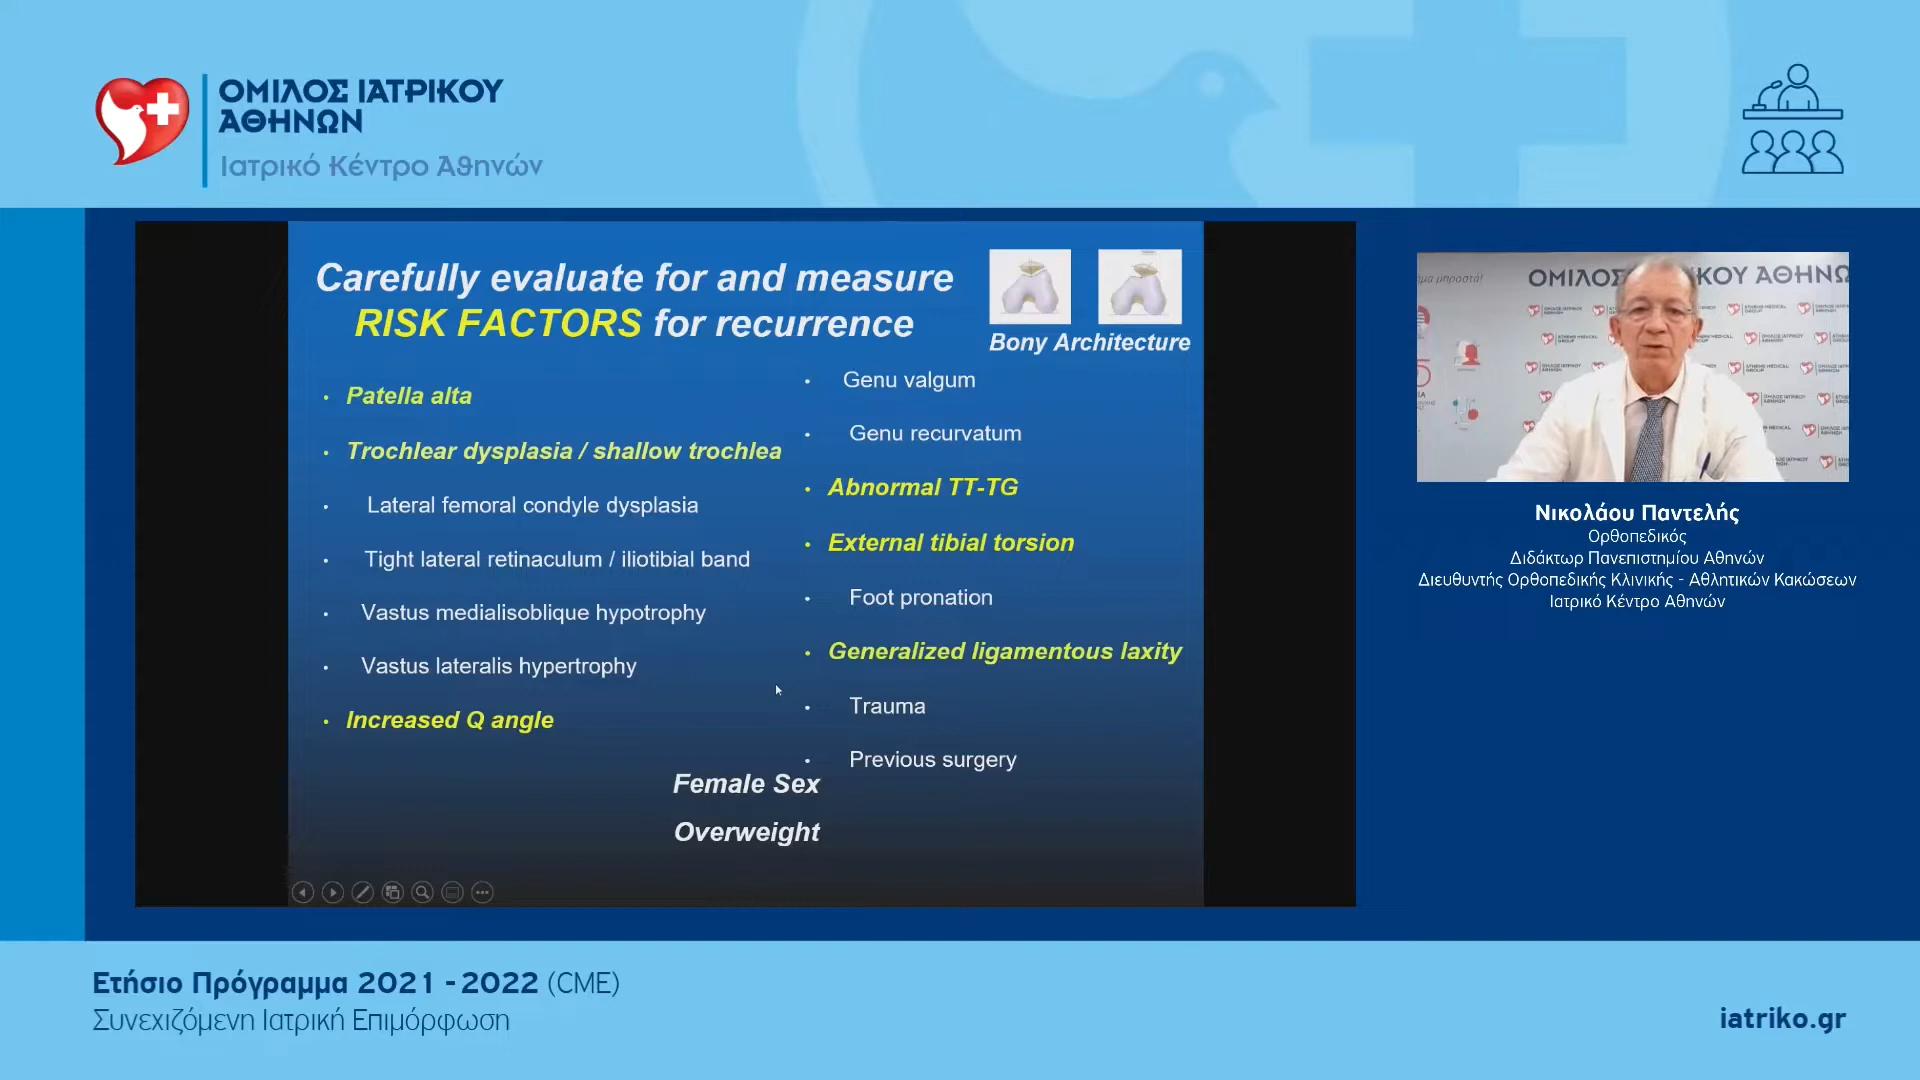 ΟΜΙΛΟΣ ΙΑΤΡΙΚΟΥ
ΑΘΗΝΩΝ
Ιατρικό Κέντρο Αθηνών
Carefully evaluate for and measure
RISK FACTORS for recurrence
Bony Architecture
• Patella alta
• Trochlear dysplasia / shallow trochlea
• Lateral femoral condyle dysplasia
• Tight lateral retinaculum / iliotibial band
• Vastus medialisoblique hypotrophy
• Vastus lateralis hypertrophy
• Increased Q angle
• Genu valgum
• Genu recurvatum
• Abnormal TT-TG
• External tibial torsion
• Foot pronation
• Generalized ligamentous laxity
• Trauma
• Previous surgery
Female Sex
Overweight
μπροστά!
Νικολάου Παντελής
Ορθοπεδικός
Διδάκτωρ Πανεπιστημίου Αθηνών
Διευθυντής Ορθοπεδικής Κλινικής - Αθλητικών Κακώσεων
Ιατρικό Κέντρο Αθηνών
Ετήσιο Πρόγραμμα 2021 - 2022 (CME)
Συνεχιζόμενη Ιατρική Επιμόρφωση
iatriko.gr